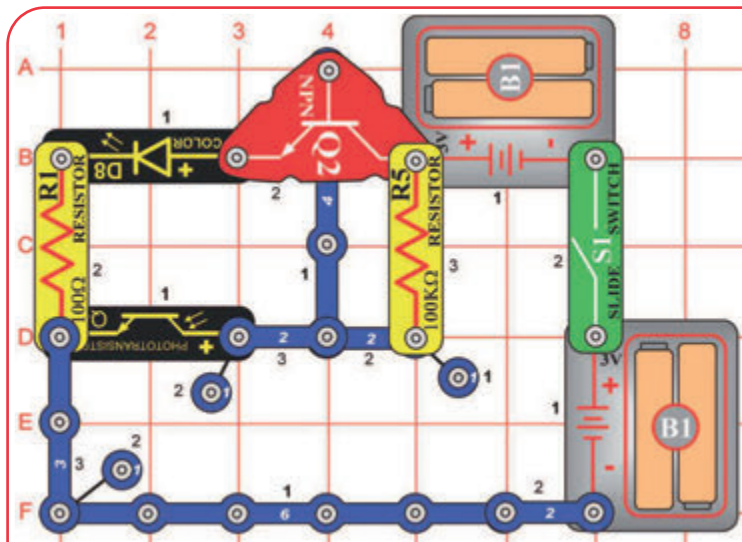 1 2 3 4 8
A
NPN
Q2
B1
3V
+ -
1
COLOR
D8
+
B
R1
RESISTOR
100Ω
2
2
4
R5
RESISTOR
100KΩ
3
1
S1
SLIDE SWITCH
2
C
1
1
Q
PHOTOTRANSISTOR
+
D
2
3
2
2
2
1
1
1
3V
+
-
B1
1
E
2
1
3
3
F
1
6
2
2